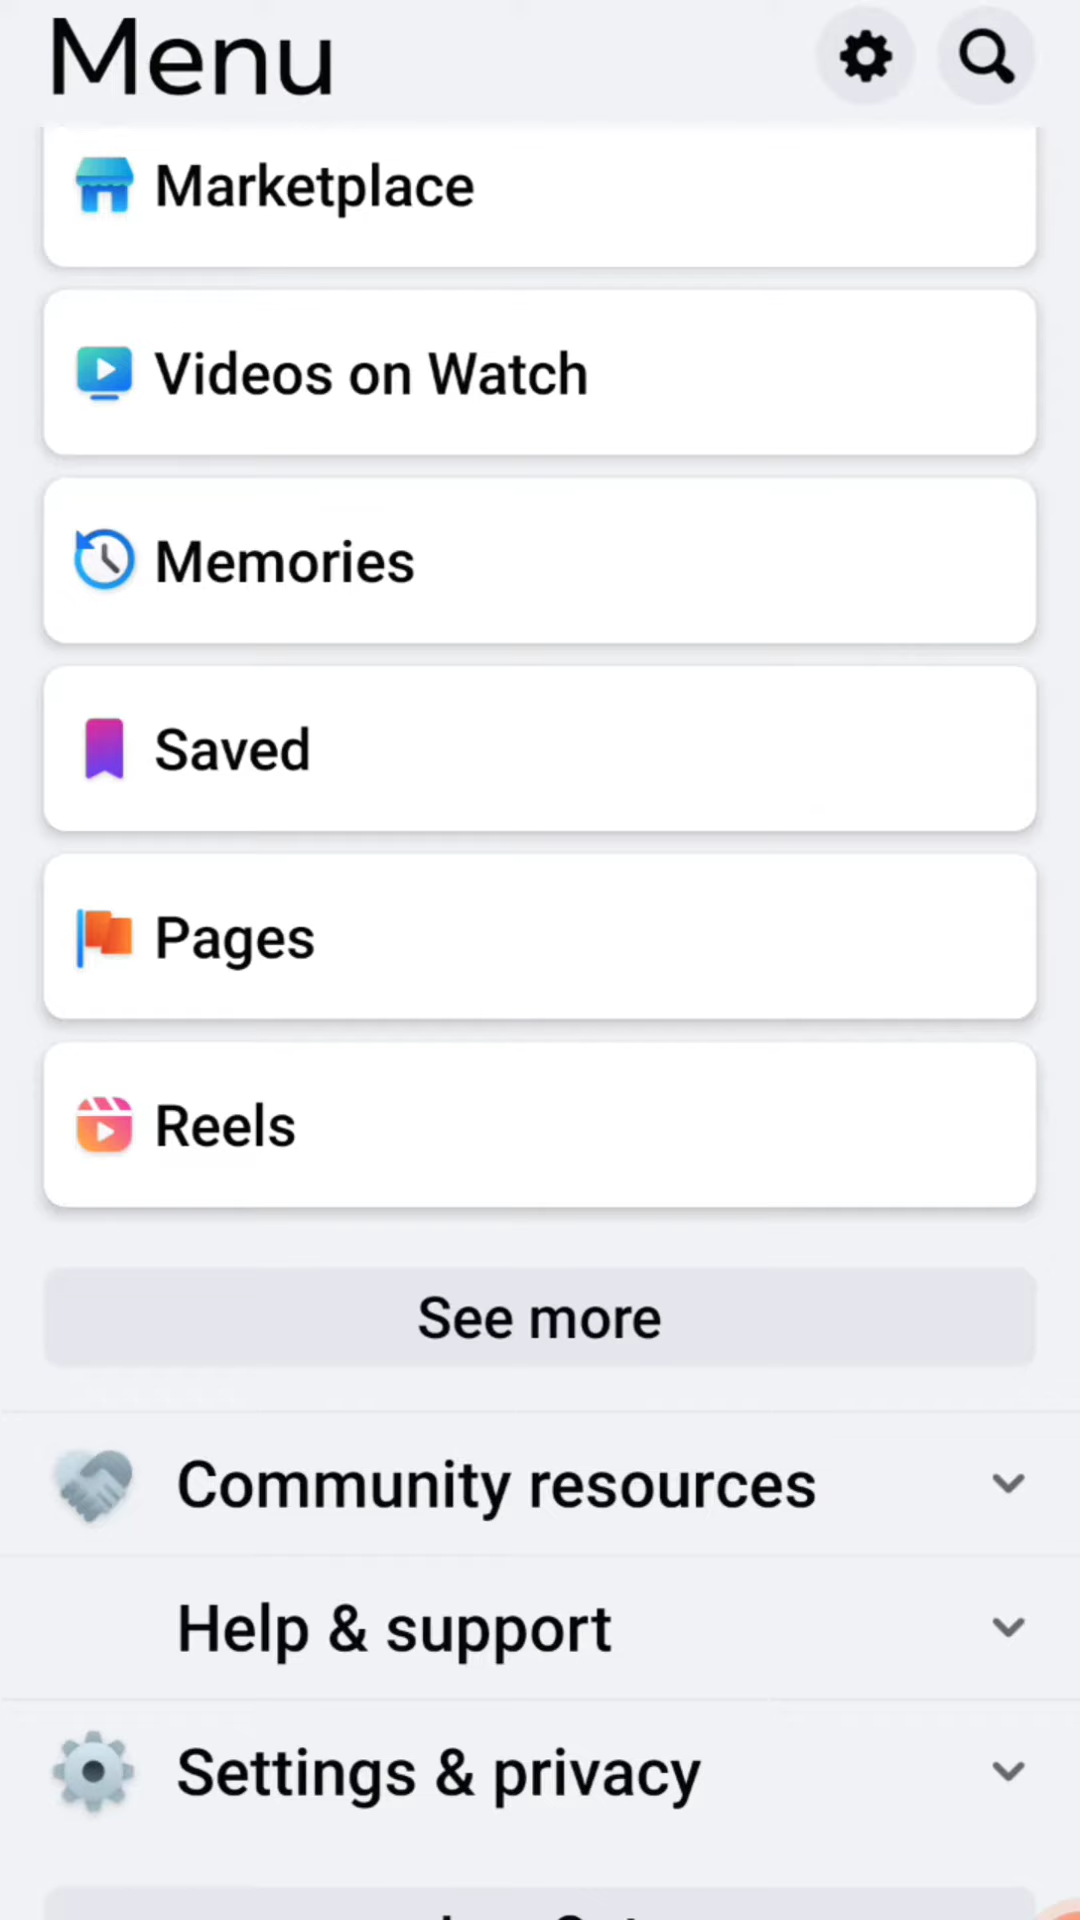 Menu
Marketplace
Videos on Watch
Memories
Saved
Pages
Reels
See more
Community resources
Help & support
Settings & privacy